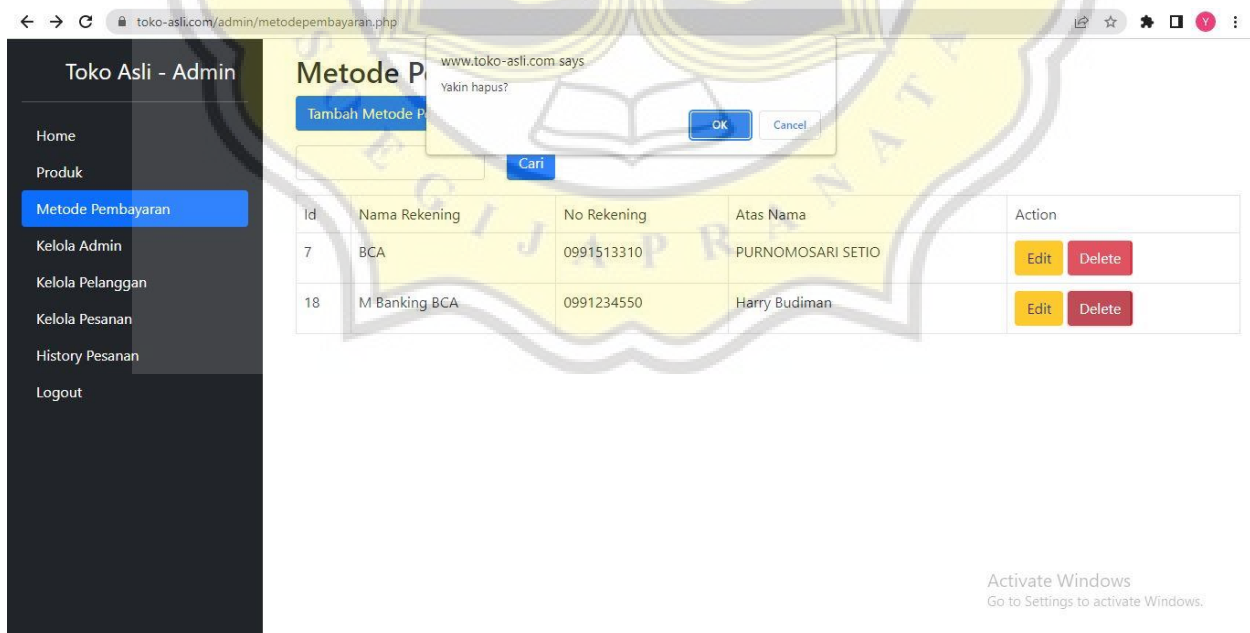 toko-asli.com/admin/metodepembayaran.php
Y
Toko Asli - Admin
Home
Produk
Metode Pembayaran
Kelola Admin
Kelola Pelanggan
Kelola Pesanan
History Pesanan
Logout
Metode P
www.toko-asli.com says
Yakin hapus?
OK Cancel
Tambah Metode P
Cari
Id Nama Rekening No Rekening Atas Nama Action
7 BCA 0991513310 PURNOMOSARI SETIO Edit Delete
18 M Banking BCA 0991234550 Harry Budiman Edit Delete
SOEGIJAPRANATA
Activate Windows
Go to Settings to activate Windows.